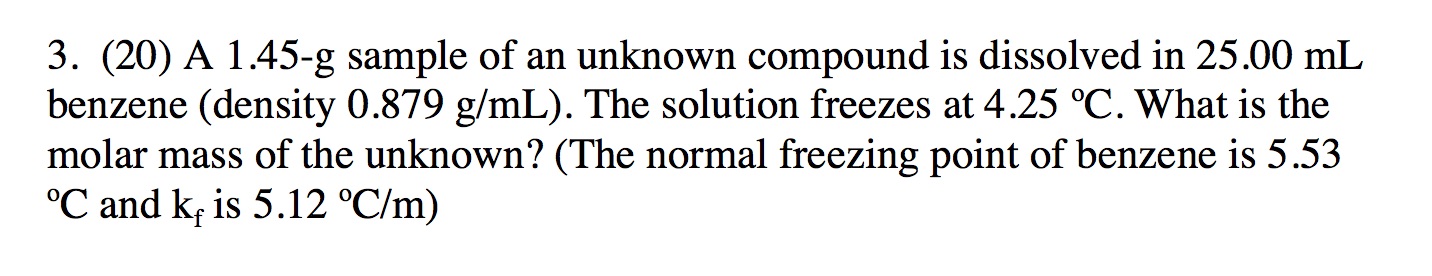 3. (20) A 1.45-g sample of an unknown compound is dissolved in 25.00 mL
benzene (density 0.879 g/mL). The solution freezes at 4.25 ºC. What is the
molar mass of the unknown? (The normal freezing point of benzene is 5.53
ºC and kf is 5.12 ºC/m)